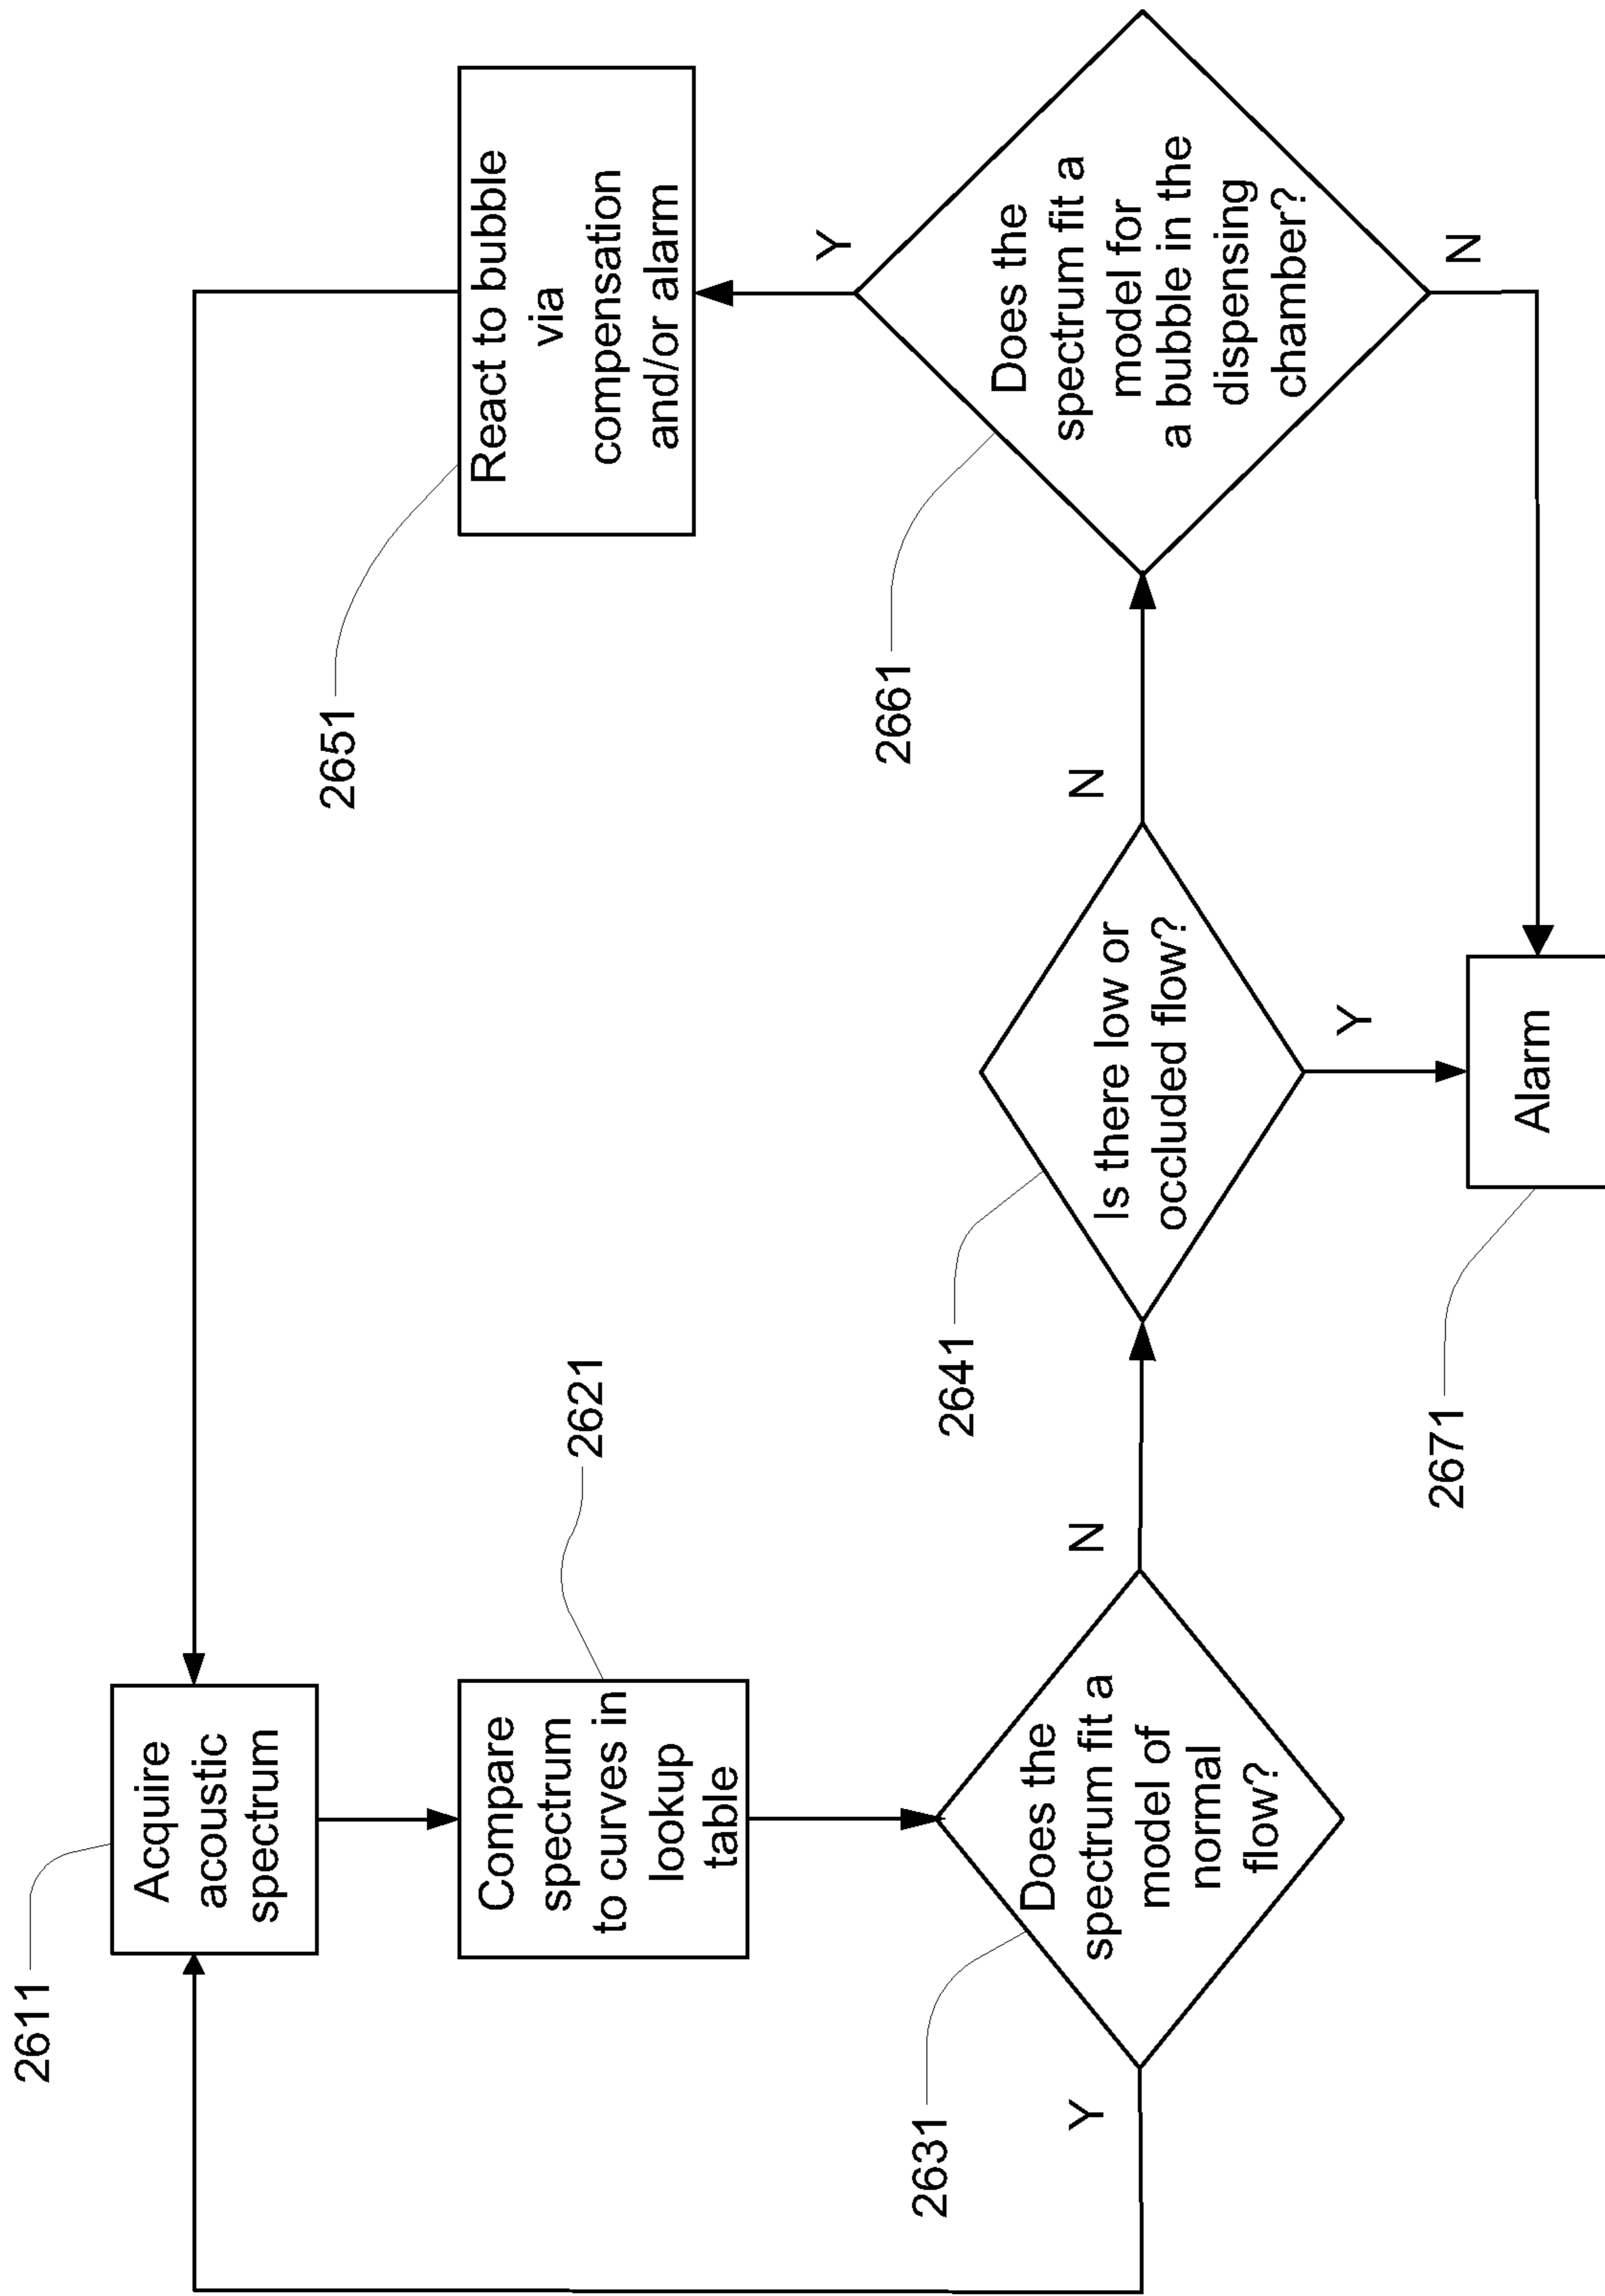 2611
Acquire
acoustic
spectrum
2621
Compare
spectrum
to curves in
lookup
table
2631
Does the
spectrum fit a
model of
normal
flow?
Y
N
2641
Is there low or
occluded flow?
Y
N
2651
React to bubble
via
compensation
and/or alarm
2661
Does the
spectrum fit a
model for
a bubble in the
dispensing
chamber?
Y
N
2671
Alarm